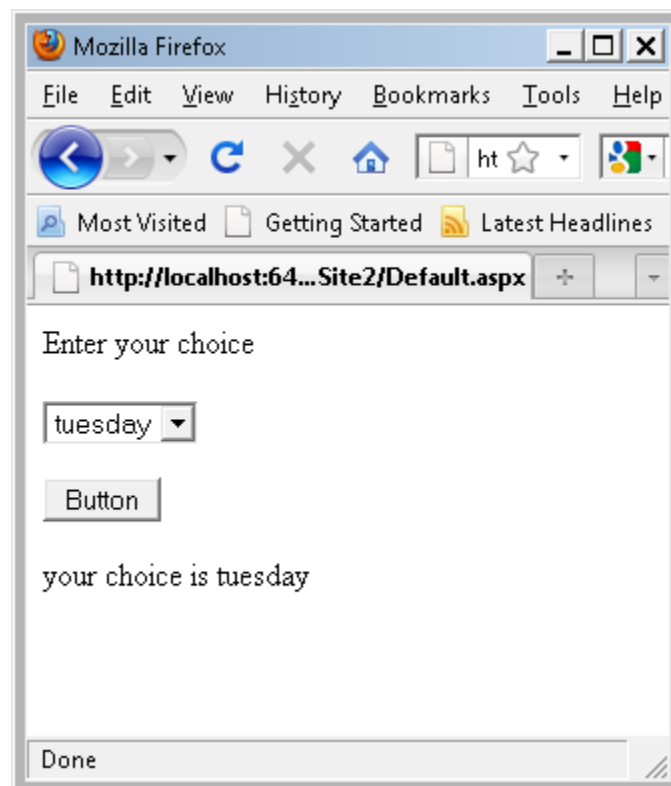 Mozilla Firefox
File Edit View History Bookmarks Tools Help
ht
Most Visited Getting Started Latest Headlines
http://localhost:64...Site2/Default.aspx
Enter your choice
tuesday
Button
your choice is tuesday
Done